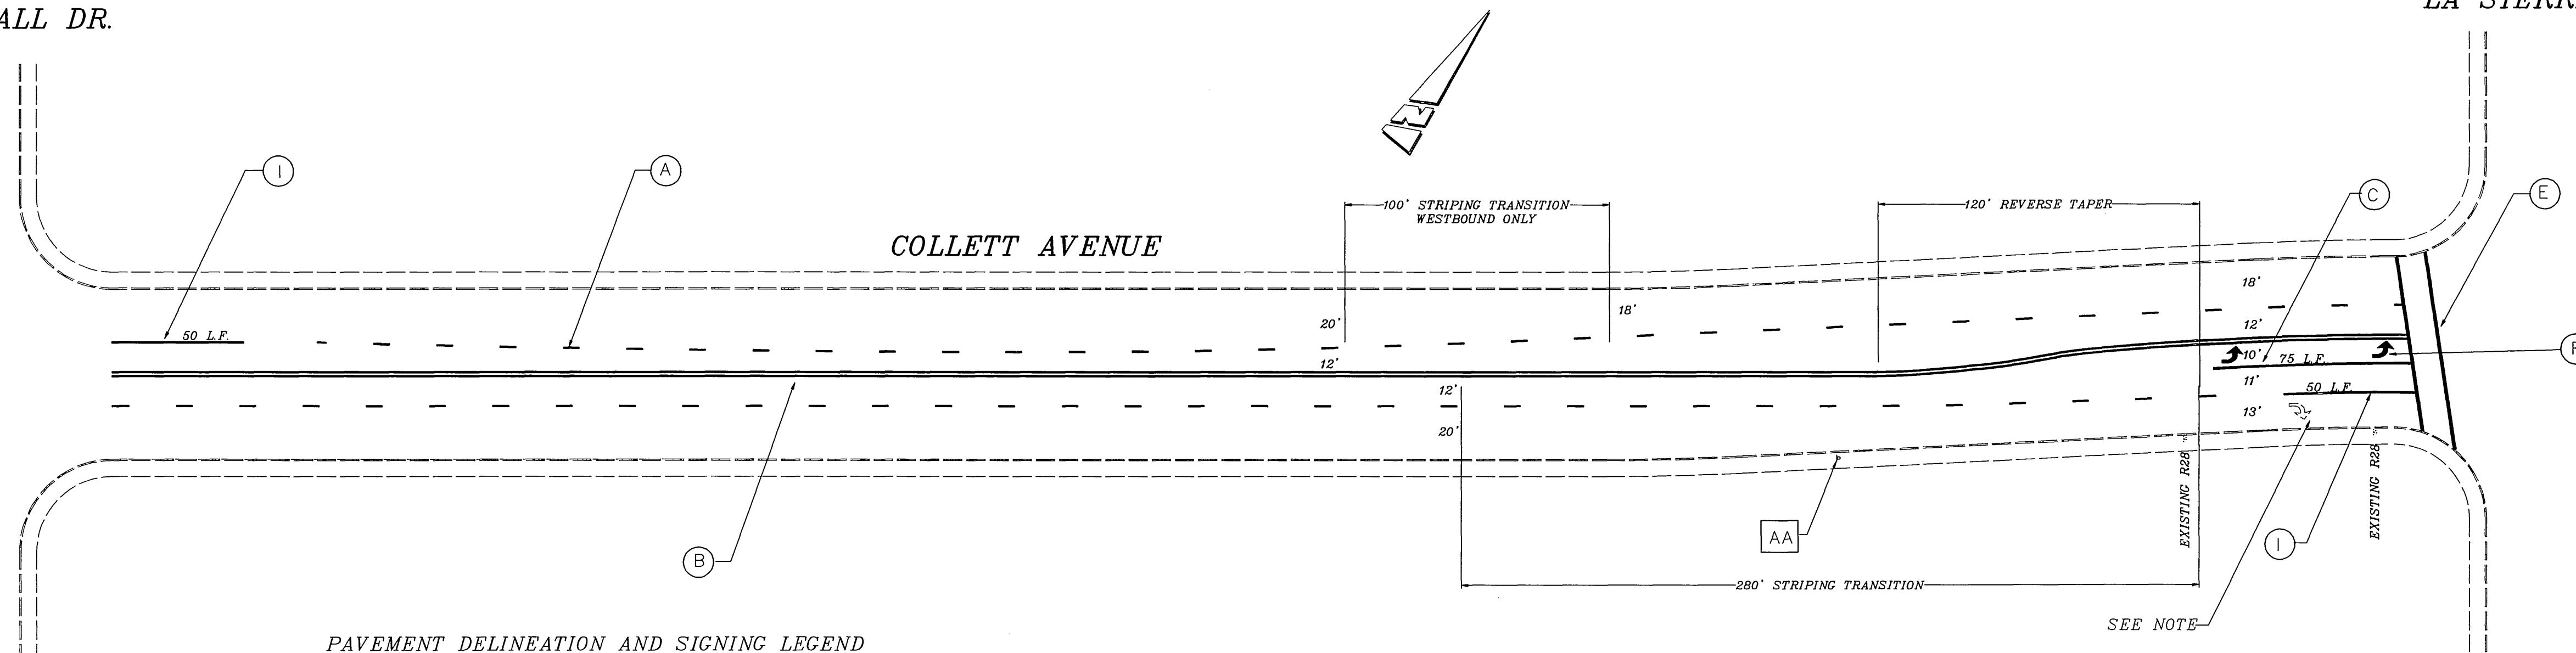 ALL DR.
LA SIERR
I
A
C
E
100' STRIPING TRANSITION
WESTBOUND ONLY
120' REVERSE TAPER
COLLETT AVENUE
N
18'
18'
20'
12'
50 L.F.
12'
10'
75 L.F.
12'
11'
50 L.F.
12'
13'
20'
EXISTING R28
EXISTING R28
AA
I
B
280' STRIPING TRANSITION
SEE NOTE
PAVEMENT DELINEATION AND SIGNING LEGEND